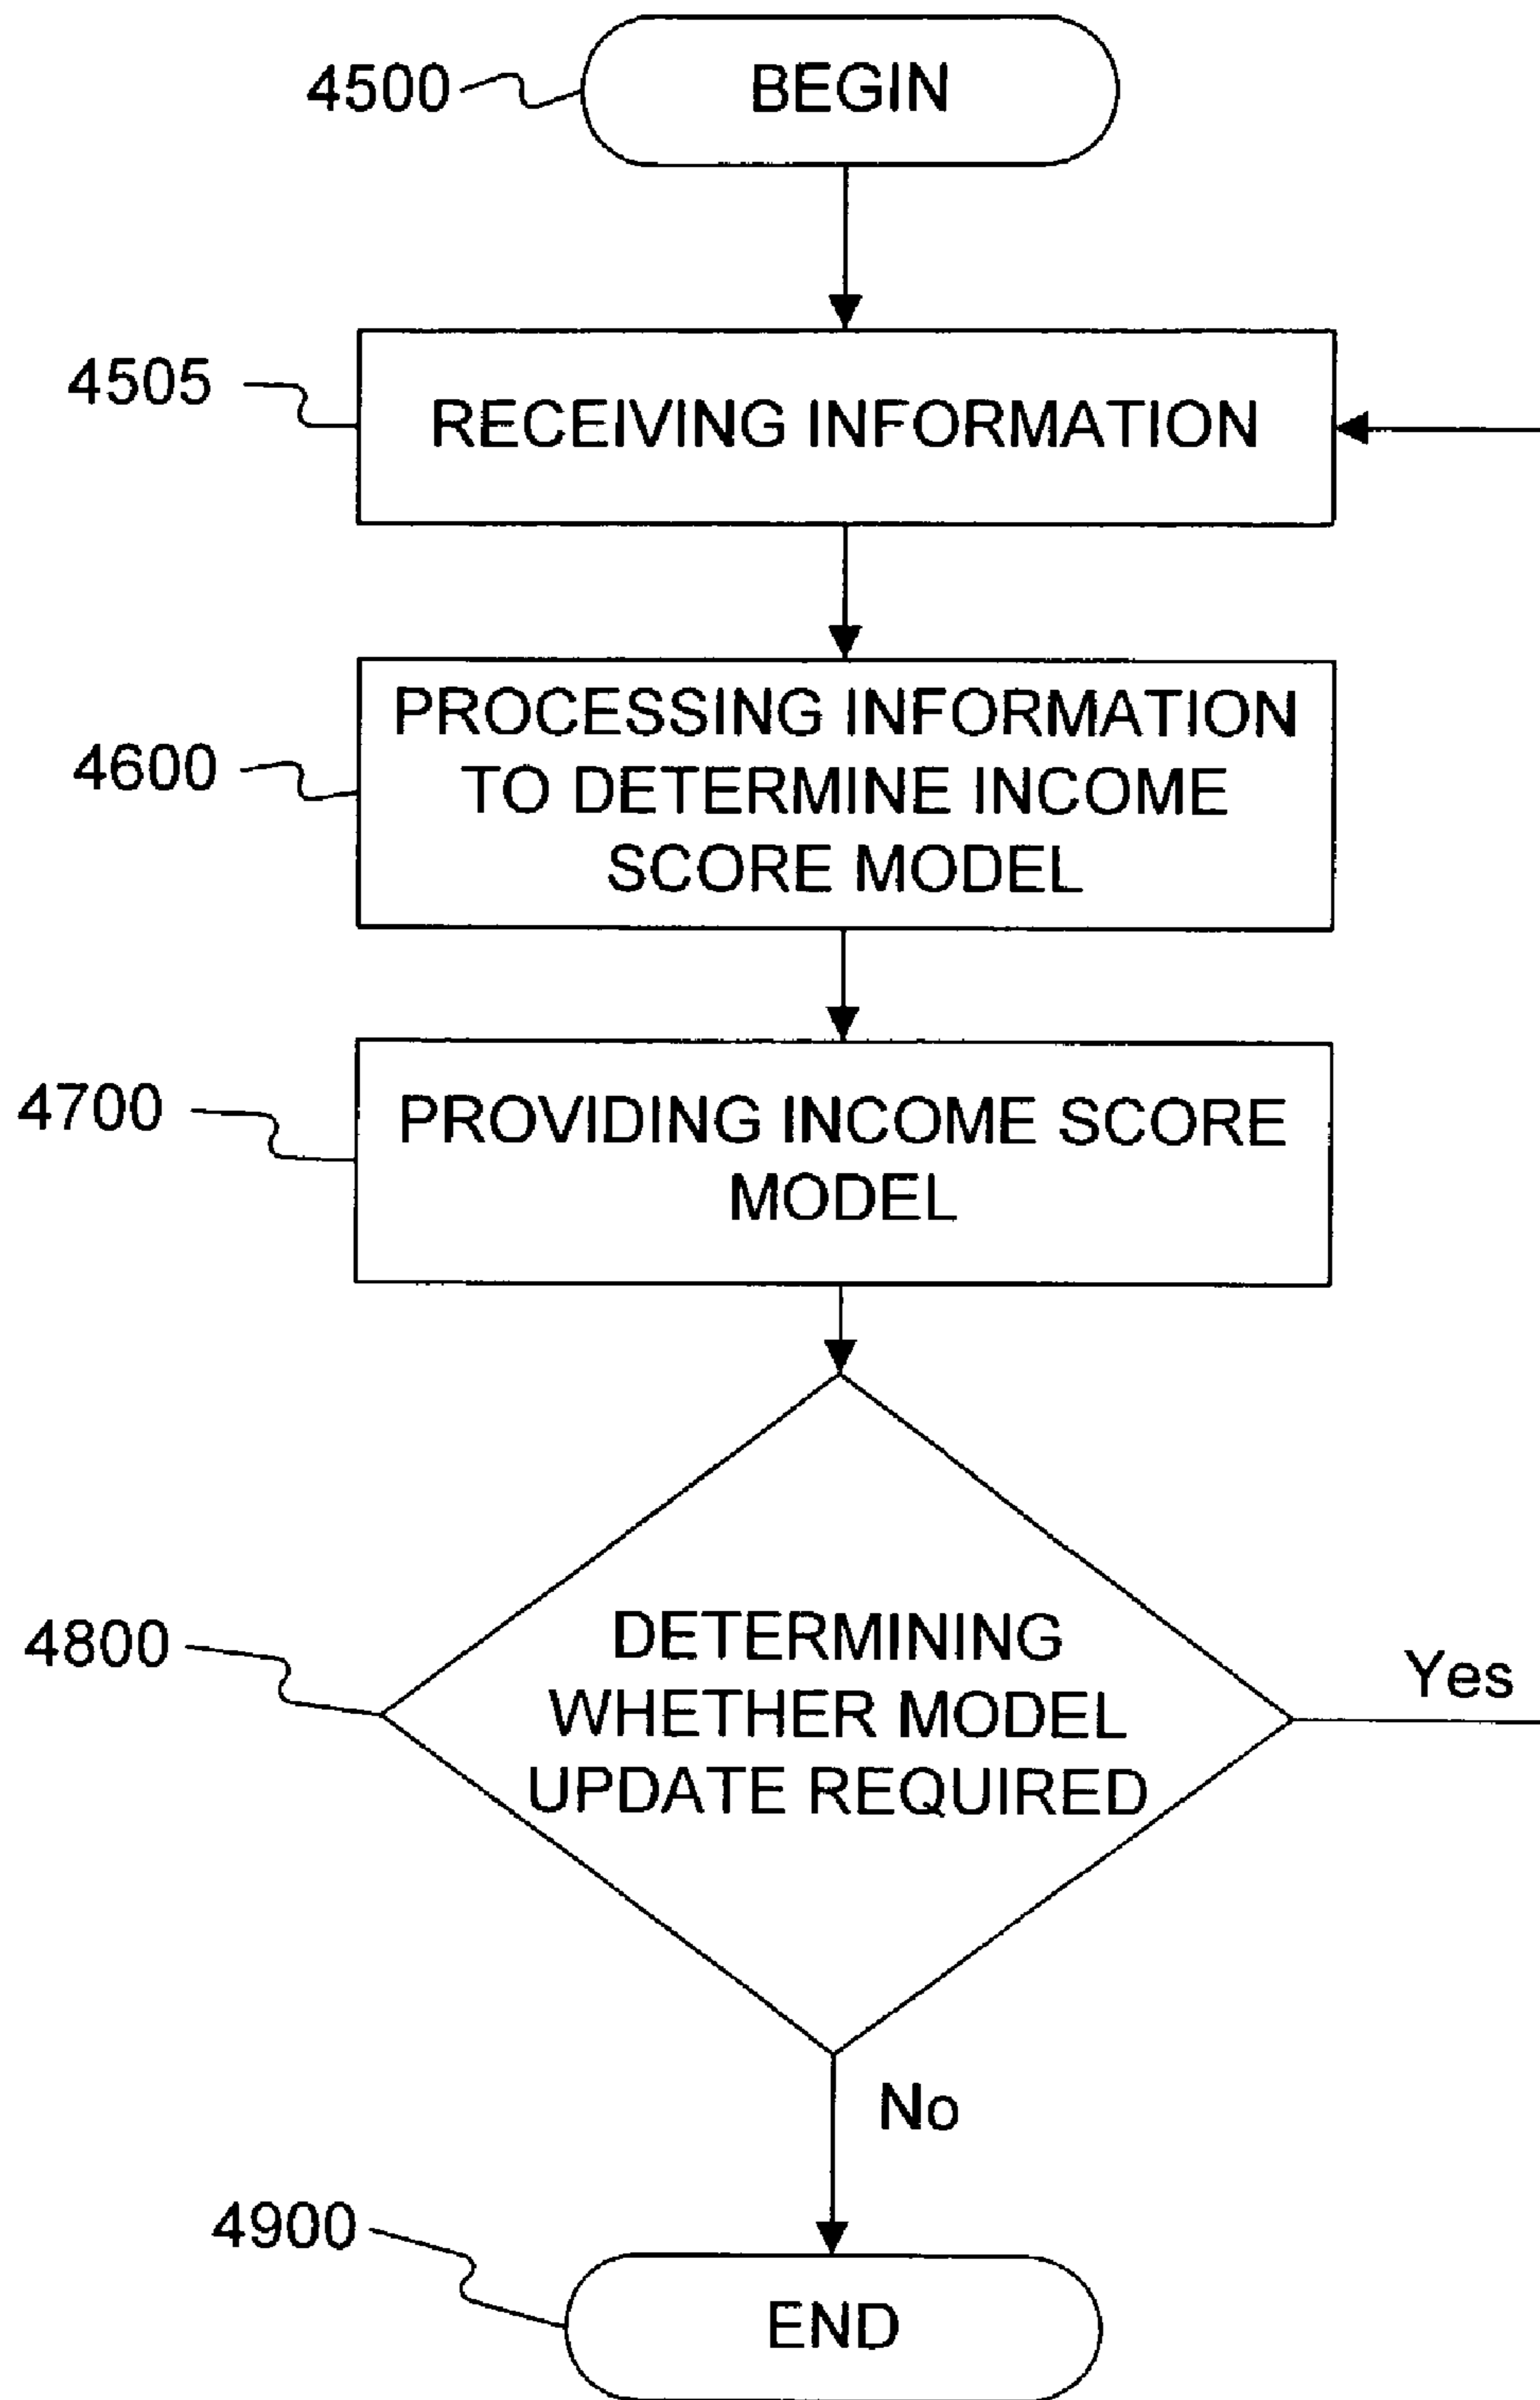 4500
BEGIN
4505
RECEIVING INFORMATION
4600
PROCESSING INFORMATION
TO DETERMINE INCOME
SCORE MODEL
4700
PROVIDING INCOME SCORE
MODEL
4800
DETERMINING
WHETHER MODEL
UPDATE REQUIRED
Yes
No
4900
END